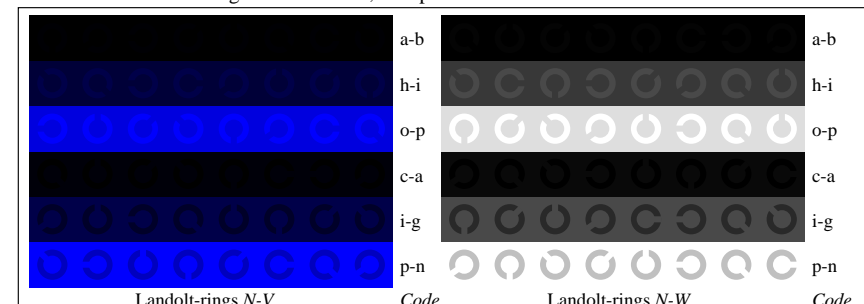 a-b a-b
h-i h-i
o-p o-p
c-a c-a
i-g i-g
p-n p-n
Landolt-rings N-V Code Landolt-rings N-W Code